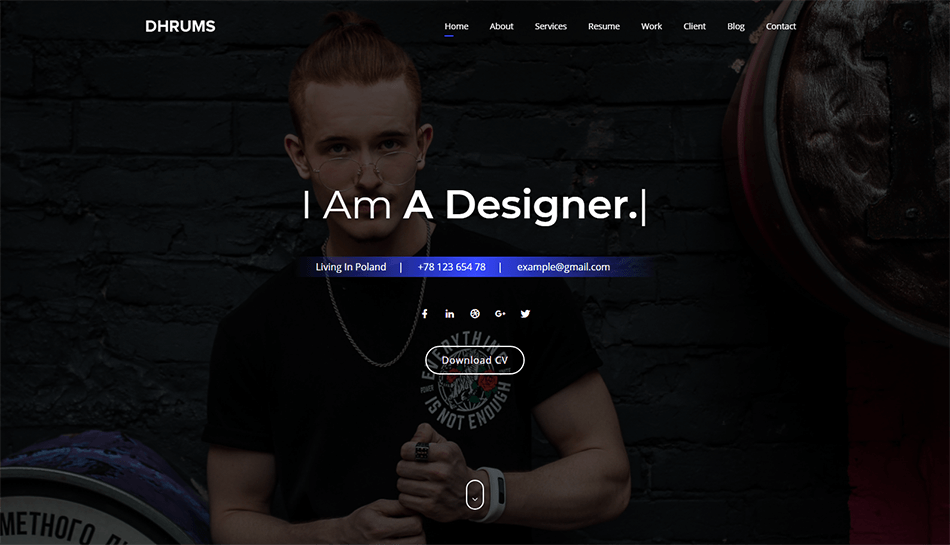 DHRUMS
Home About Services Resume Work Client Blog Contact
I Am A Designer.|
Living In Poland | +78 123 654 78 | example@gmail.com
Download CV
EVERYTHING
IS NOT ENOUGH
МЕТНОГО